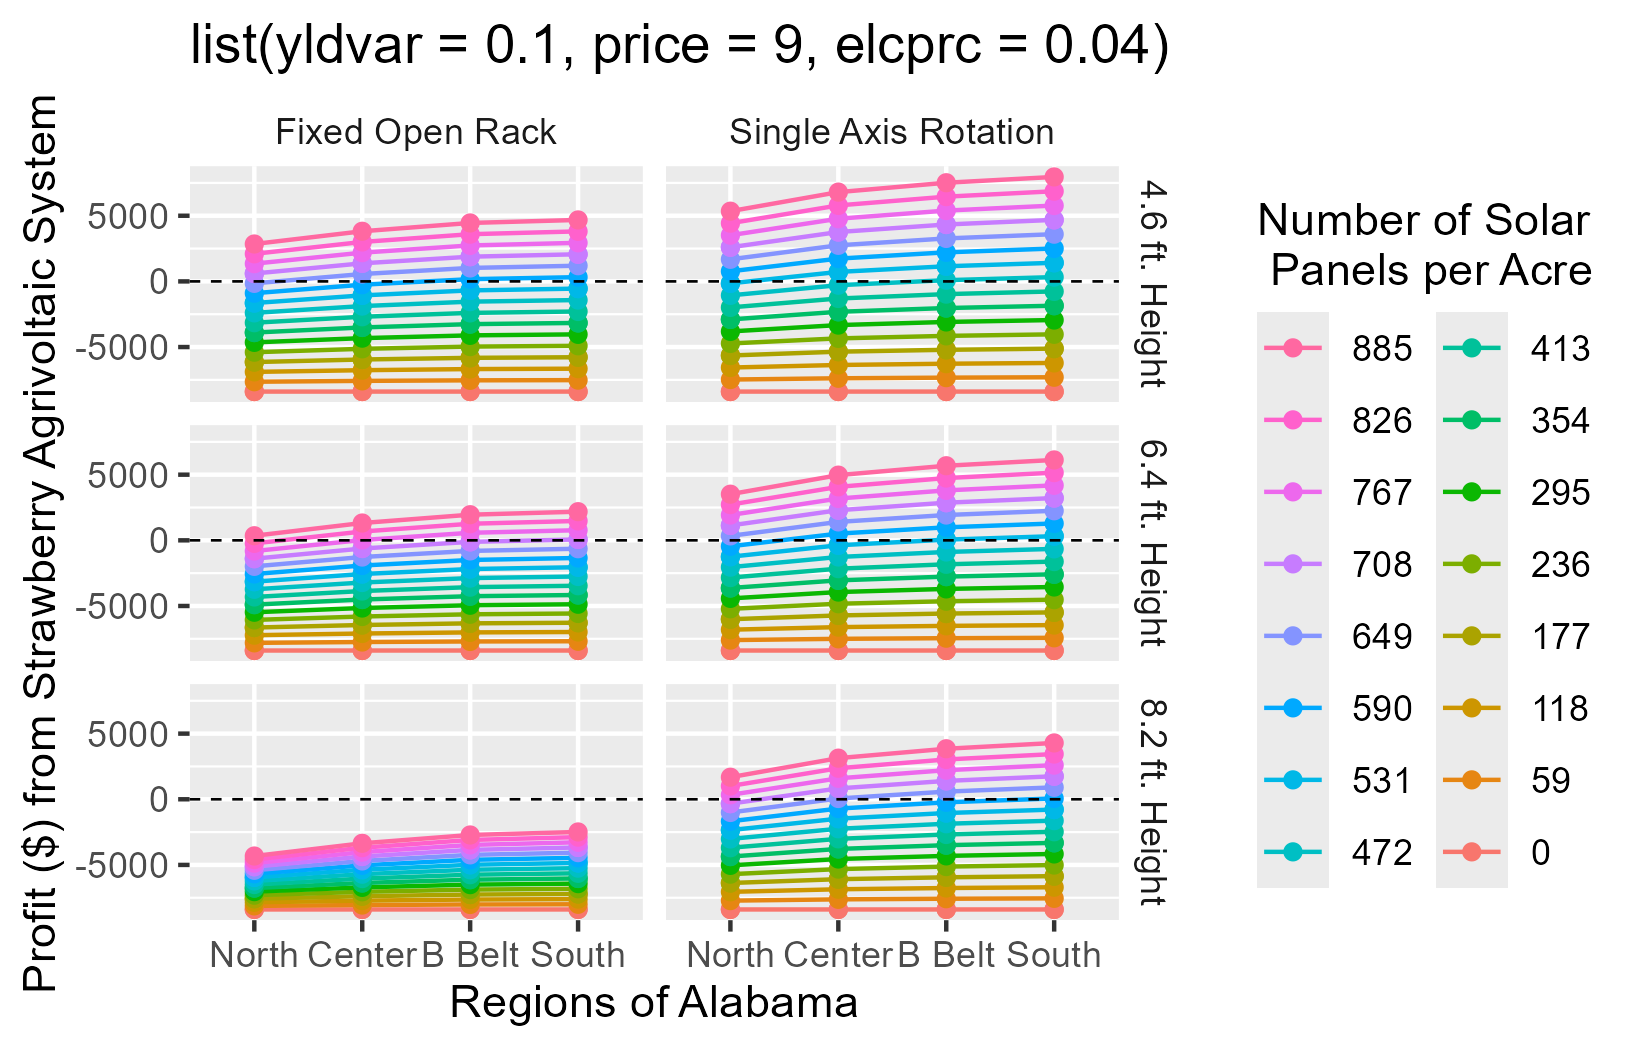 list(yldvar = 0.1, price = 9, elcprc = 0.04)
Fixed Open Rack
Single Axis Rotation
Profit ($) from Strawberry Agrivoltaic System
5000
0
-5000
4.6 ft. Height
5000
0
-5000
6.4 ft. Height
5000
0
-5000
8.2 ft. Height
North Center B Belt South
North Center B Belt South
Regions of Alabama
Number of Solar
Panels per Acre
885 413
826 354
767 295
708 236
649 177
590 118
531 59
472 0